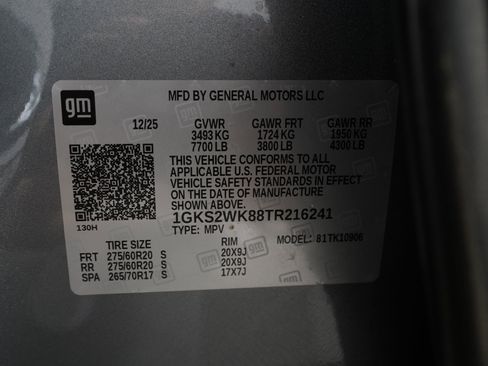 gm
MFD BY GENERAL MOTORS LLC
12/25 GVWR GAWR FRT GAWR RR
3493 KG 1724 KG 1950 KG
7700 LB 3800 LB 4300 LB
THIS VEHICLE CONFORMS TO ALL
APPLICABLE U.S. FEDERAL MOTOR
VEHICLE SAFETY STANDARDS IN EFFECT
ON THE DATE OF MANUFACTURE
SHOWN ABOVE.
1GKS2WK88TR216241
130H
TYPE: MPV MODEL: 81TK10906
TIRE SIZE RIM
FRT 275/60R20 S 20X9J
RR 275/60R20 S 20X9J
SPA 265/70R17 S 17X7J